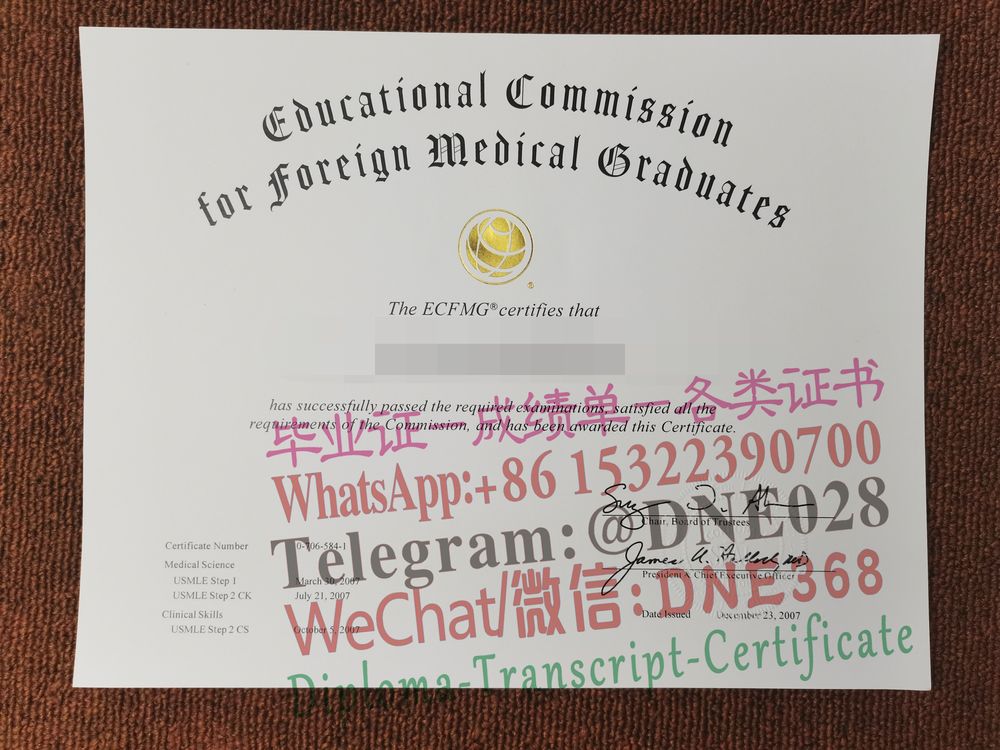 Educational Commission
for Foreign Medical Graduates
The ECFMG® certifies that
has successfully passed the required examinations, satisfied all the
requirements of the Commission, and has been awarded this Certificate.
毕业证—成绩单—各类证书
WhatsApp:+86 15322390700
Telegram: @DNE028
WeChat/微信: DNE368
Diploma-Transcript-Certificate
Chair, Board of Trustees
President & Chief Executive Officer
Certificate Number 0-706-584-1
Medical Science
USMLE Step 1 March 30, 2007
USMLE Step 2 CK July 21, 2007
Clinical Skills
USMLE Step 2 CS October 5, 2007
Date Issued December 23, 2007